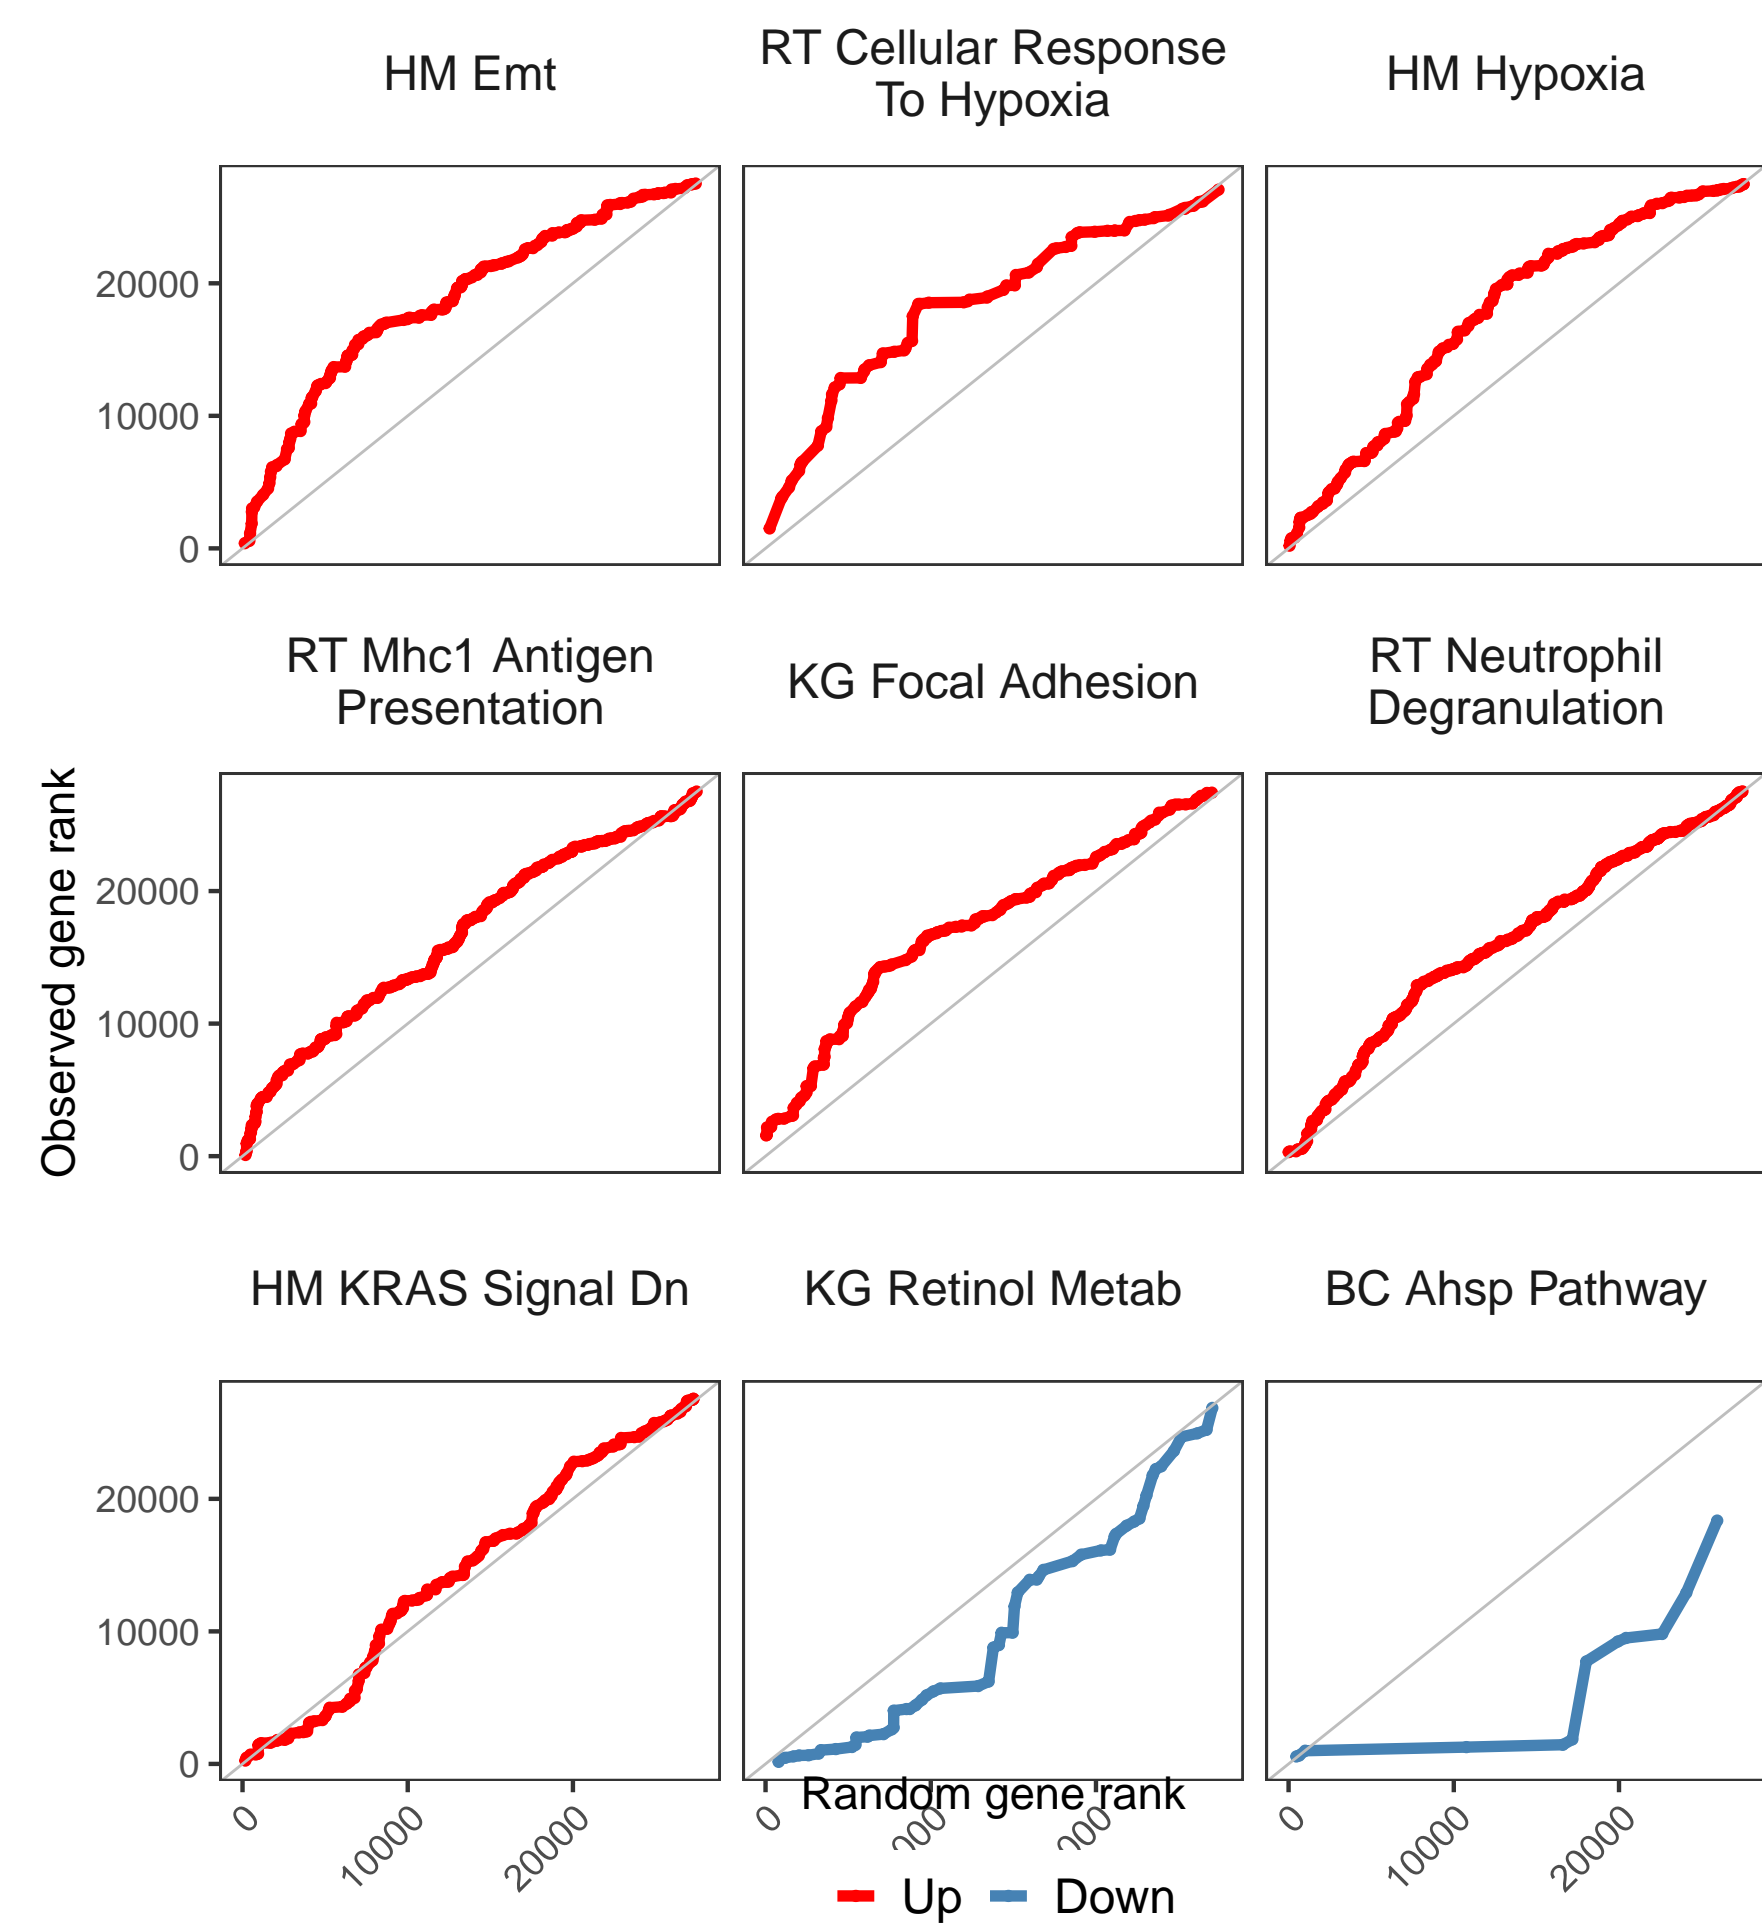 HM Emt
RT Cellular Response
To Hypoxia
HM Hypoxia
20000
10000
0
RT Mhc1 Antigen
Presentation
KG Focal Adhesion
RT Neutrophil
Degranulation
Observed gene rank
20000
10000
0
HM KRAS Signal Dn
KG Retinol Metab
BC Ahsp Pathway
20000
10000
0
0
10000
20000
0
0
10000
20000
Random gene rank
Up
Down